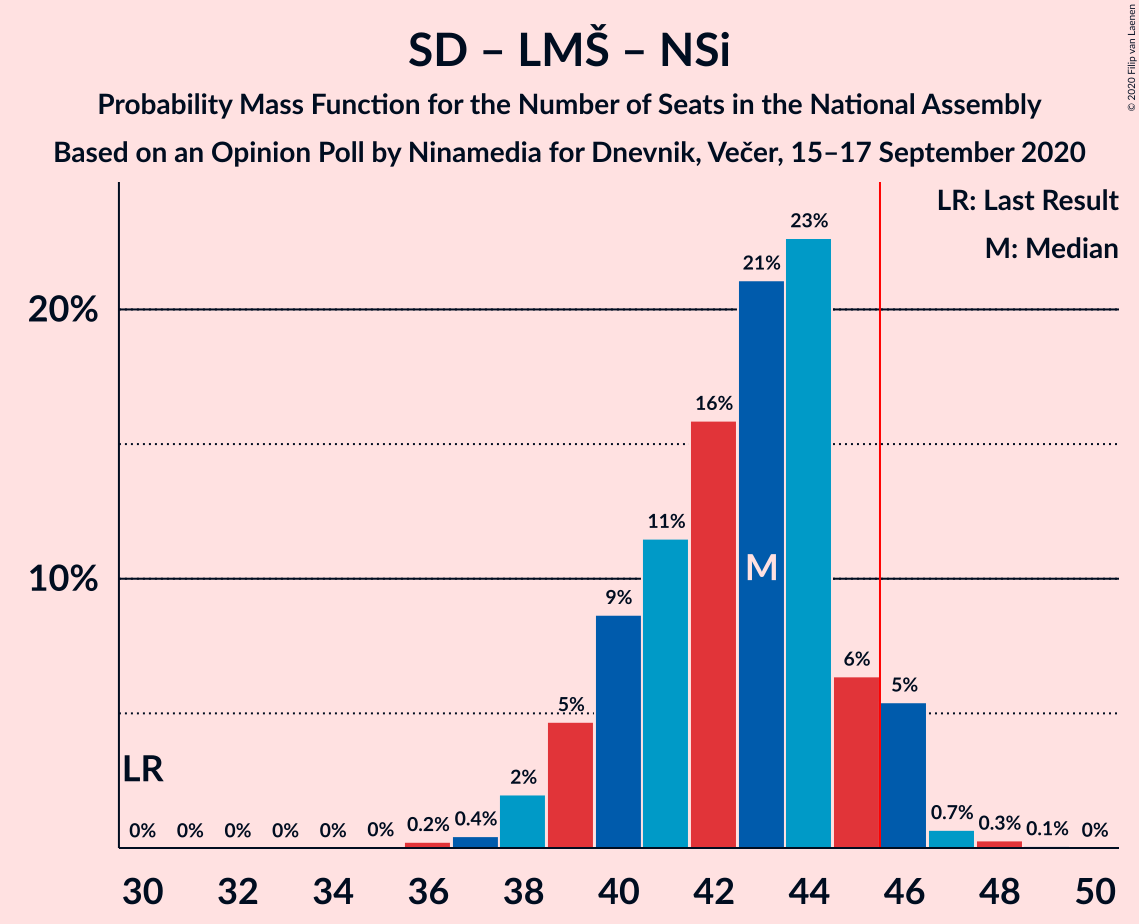 SD – LMŠ – NSi
Probability Mass Function for the Number of Seats in the National Assembly
Based on an Opinion Poll by Ninamedia for Dnevnik, Večer, 15–17 September 2020
© 2020 Filip van Laenen
LR: Last Result
M: Median
20%
10%
LR
M
0%
0%
0%
0%
0%
0%
0.2%
0.4%
2%
5%
9%
11%
16%
21%
23%
6%
5%
0.7%
0.3%
0.1%
0%
30 32 34 36 38 40 42 44 46 48 50